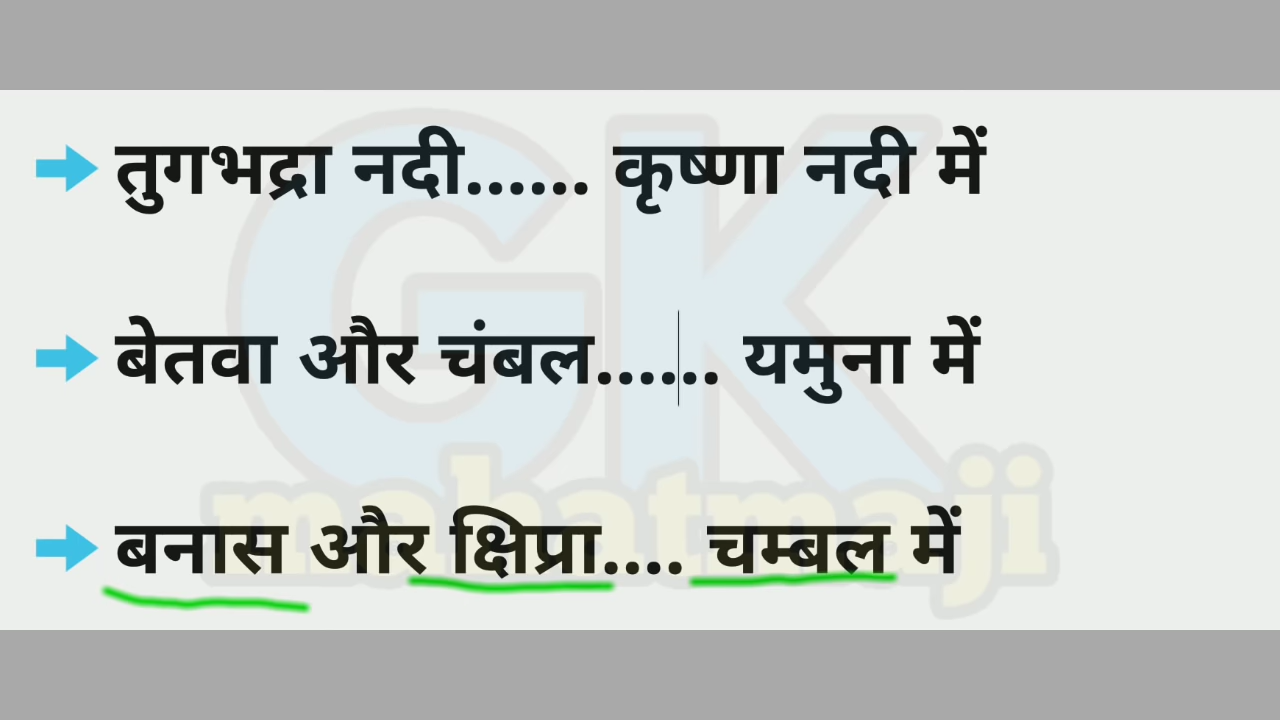 तुगभद्रा नदी...... कृष्णा नदी में
बेतवा और चंबल...... यमुना में
बनास और क्षिप्रा.... चम्बल में
GK
mahatmaji